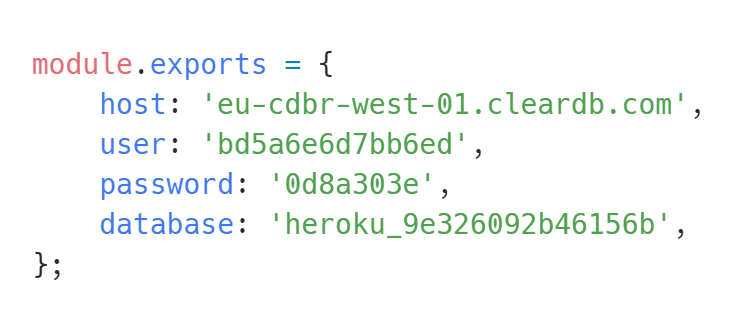 module.exports = {
    host: 'eu-cdbr-west-01.cleardb.com',
    user: 'bd5a6e6d7bb6ed',
    password: '0d8a303e',
    database: 'heroku_9e326092b46156b',
};